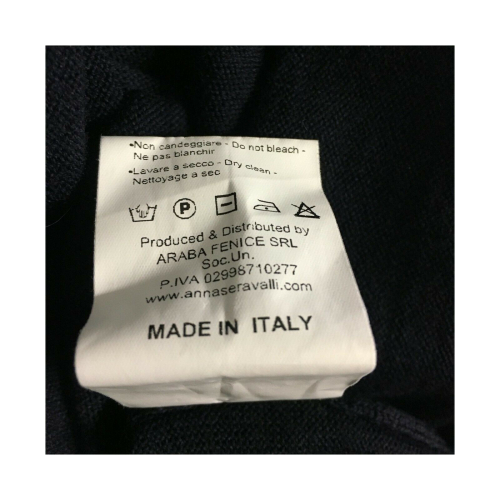 •Non candeggiare - Do not bleach -
Ne pas blanchir
•Lavare a secco - Dry clean -
Nettoyage a sec
P
Produced & Distributed by
ARABA FENICE SRL
Soc.Un.
P.IVA 02998710277
www.annaseravalli.com
MADE IN ITALY